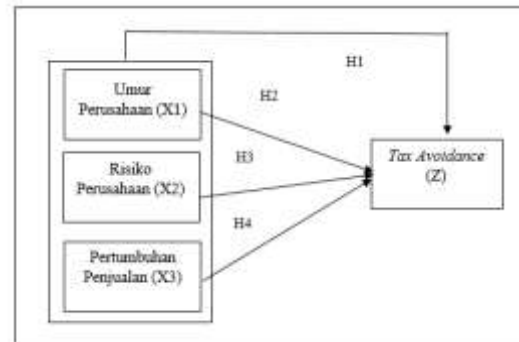 H1
Umur
Perusahaan (X1)
H2
Risiko
Perusahaan (X2)
H3
Tax Avoidance
(Z)
H4
Pertumbuhan
Penjualan (X3)